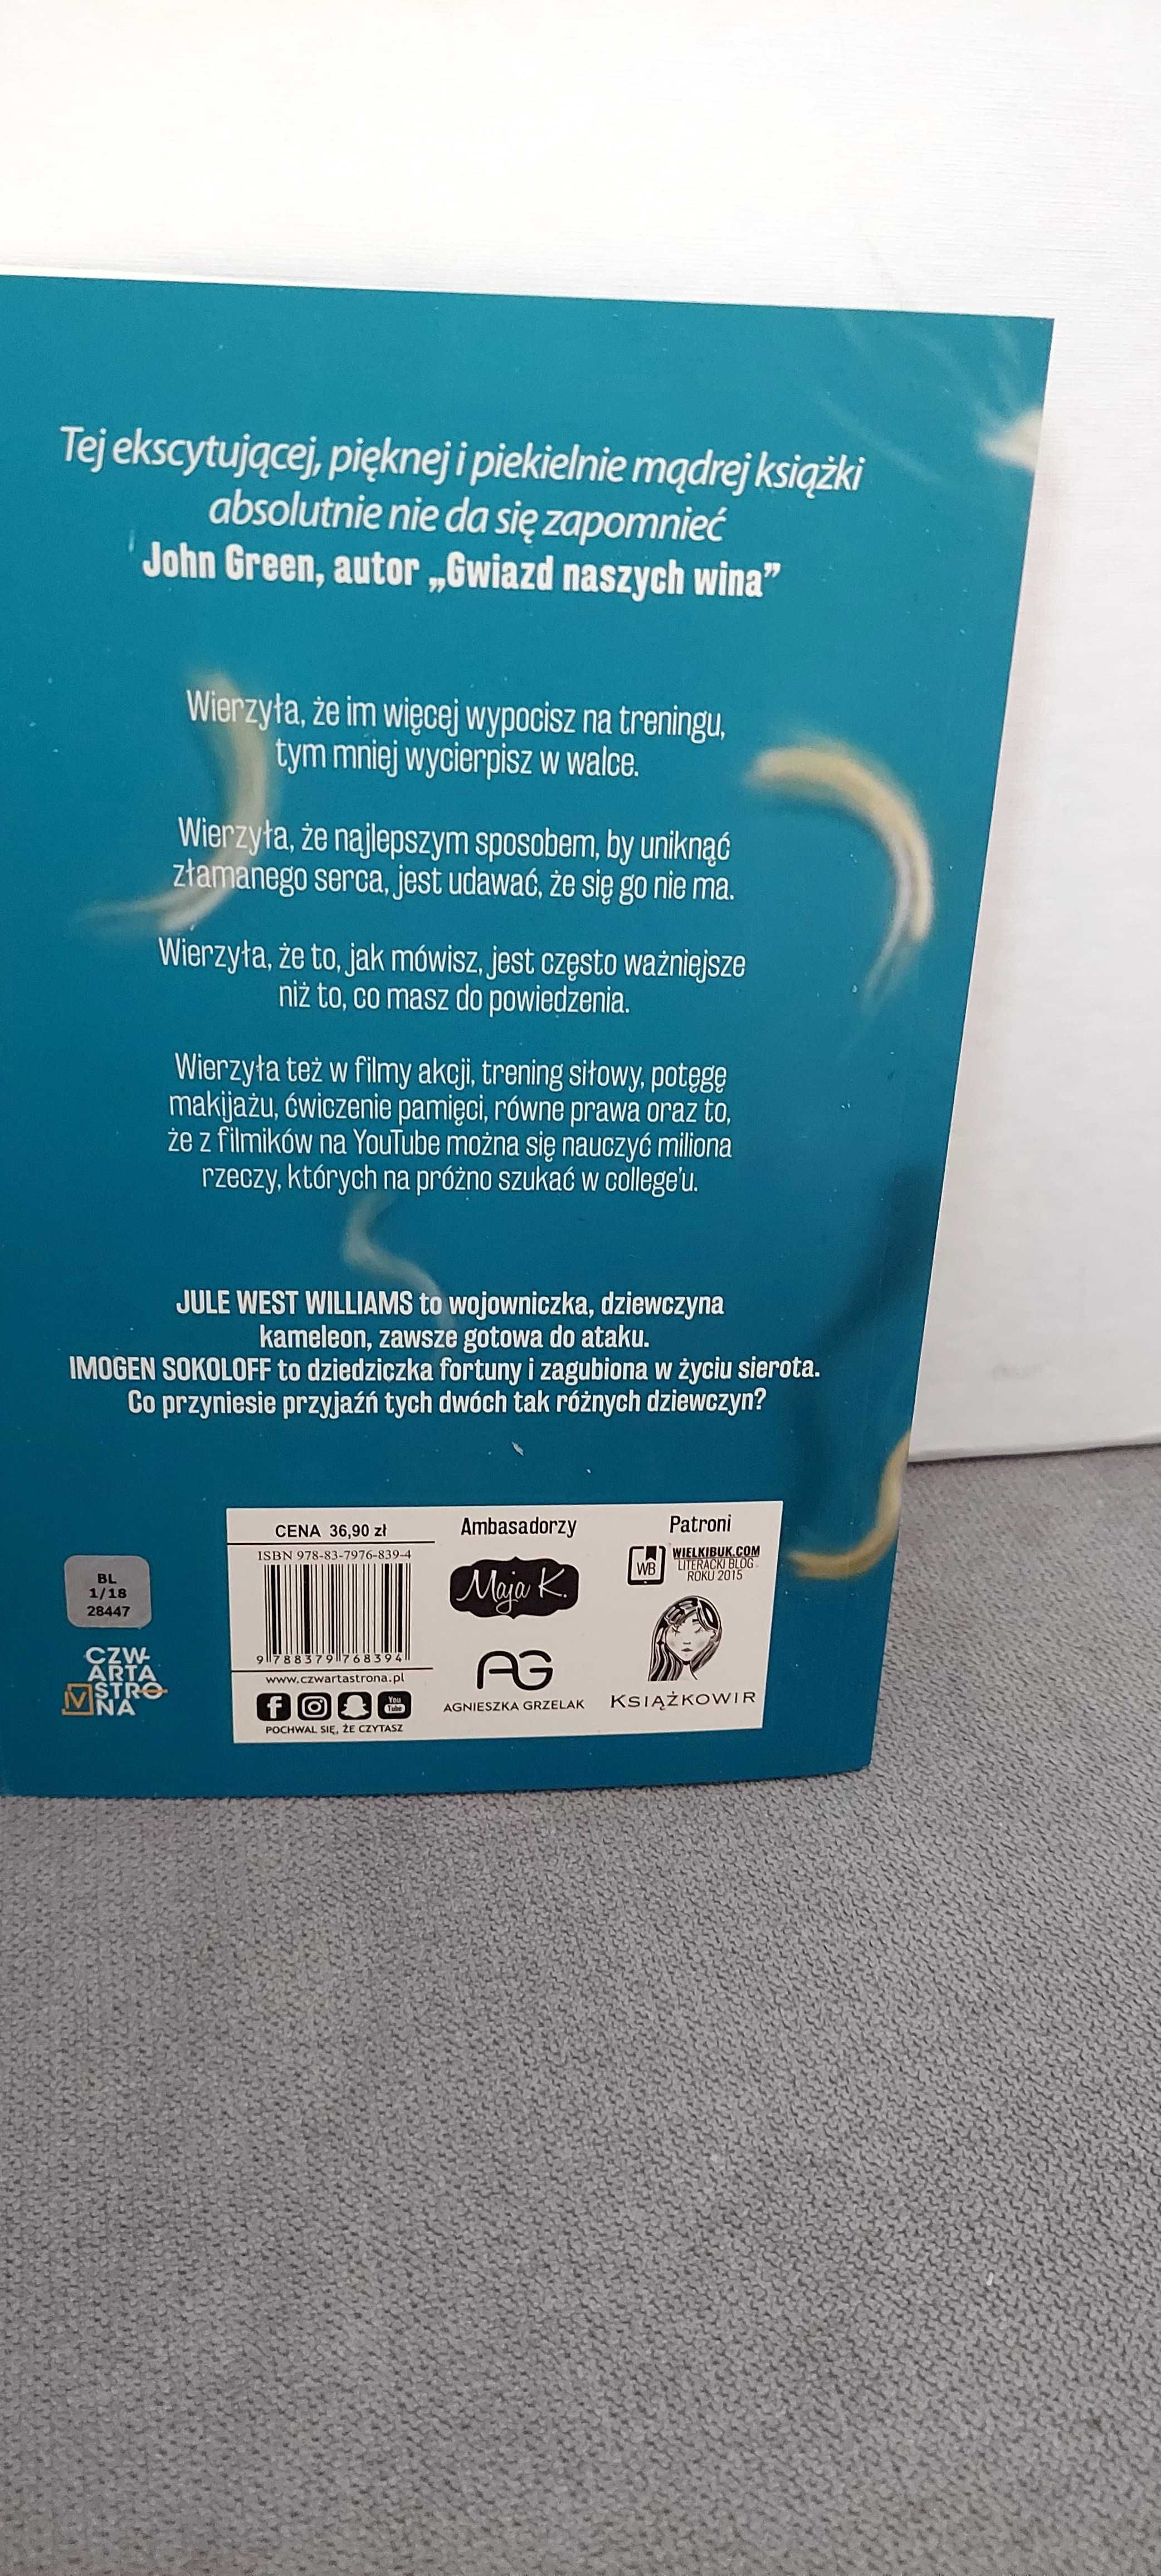 Tej ekscytującej, pięknej i piekielnie mądrej książki
absolutnie nie da się zapomnieć
John Green, autor „Gwiazd naszych wina”
Wierzyła, że im więcej wypocisz na treningu,
tym mniej wycierpisz w walce.
Wierzyła, że najlepszym sposobem, by uniknąć
złamanego serca, jest udawać, że się go nie ma.
Wierzyła, że to, jak mówisz, jest często ważniejsze
niż to, co masz do powiedzenia.
Wierzyła też w filmy akcji, trening siłowy, potęgę
makijażu, ćwiczenie pamięci, równe prawa oraz to,
że z filmików na YouTube można się nauczyć miliona
rzeczy, których na próżno szukać w college'u.
JULE WEST WILLIAMS to wojowniczka, dziewczyna
kameleon, zawsze gotowa do ataku.
IMOGEN SOKOLOFF to dziedziczka fortuny i zagubiona w życiu sierota.
Co przyniesie przyjaźń tych dwóch tak różnych dziewczyn?
BL
1/18
28447
CZW-
ARTA
STRO-
NA
CENA 36,90 zł
ISBN 978-83-7976-839-4
9 788379 768394
www.czwartastrona.pl
You
Tube
POCHWAL SIĘ, ŻE CZYTASZ
Ambasadorzy
Maja K.
AG
AGNIESZKA GRZELAK
Patroni
WB
WIELKIBUK.COM
LITERACKI BLOG
ROKU 2015
KSIĄŻKOWIR